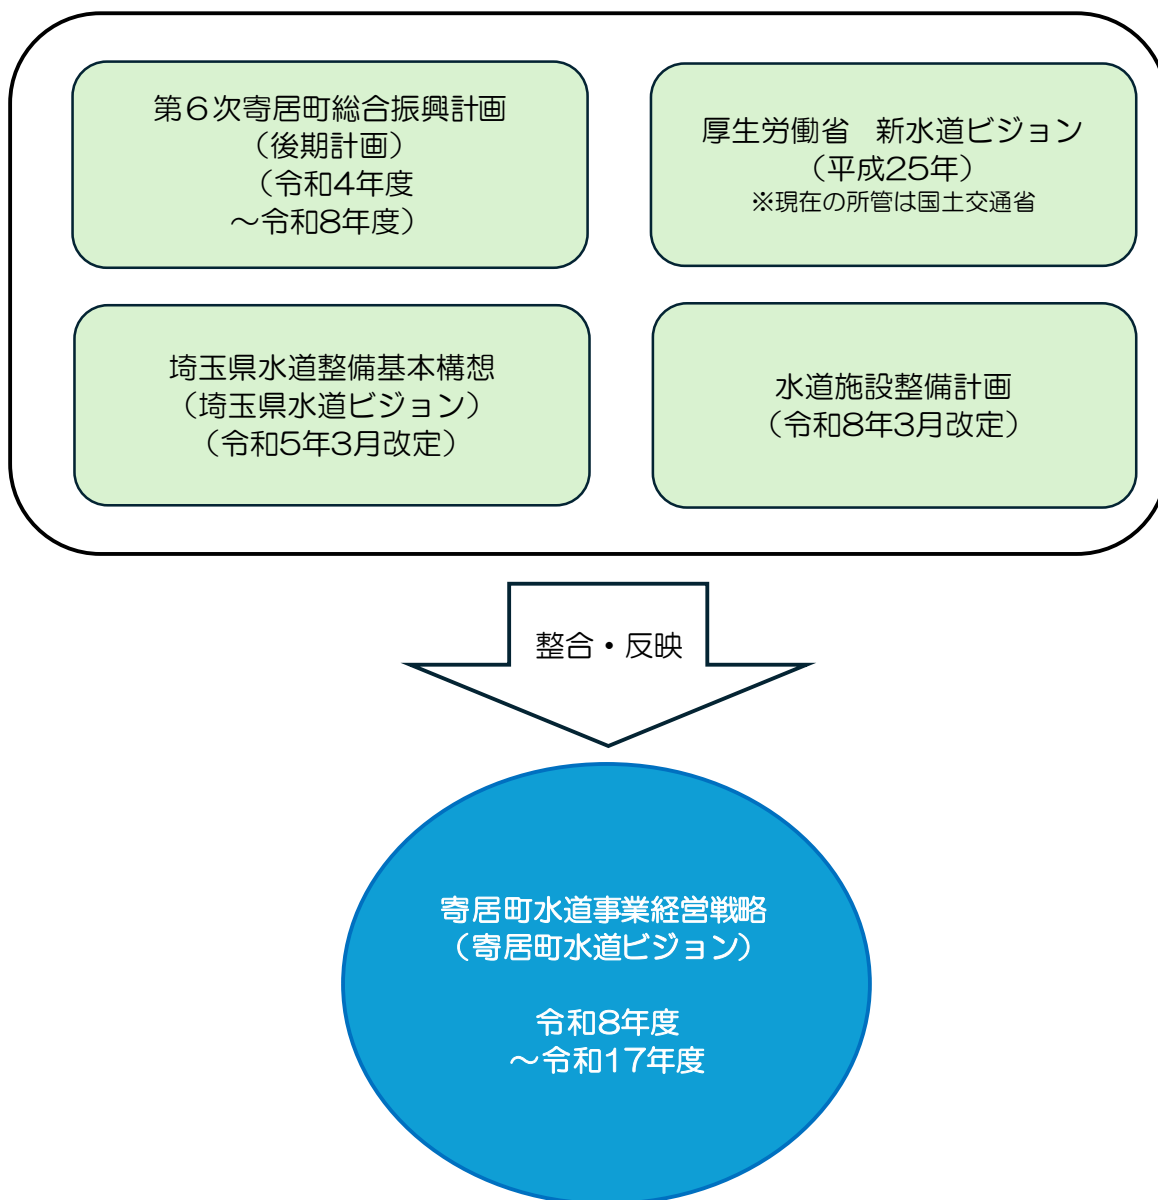 第６次寄居町総合振興計画
（後期計画）
（令和4年度
～令和8年度）
厚生労働省　新水道ビジョン
（平成25年）
※現在の所管は国土交通省
埼玉県水道整備基本構想
（埼玉県水道ビジョン）
（令和5年3月改定）
水道施設整備計画
（令和8年3月改定）
整合・反映
寄居町水道事業経営戦略
（寄居町水道ビジョン）
令和8年度
～令和17年度